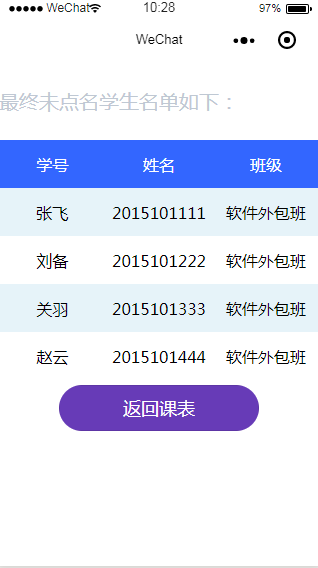 WeChat 10:28 97%
WeChat
最终未点名学生名单如下：
学号 姓名 班级
张飞 2015101111 软件外包班
刘备 2015101222 软件外包班
关羽 2015101333 软件外包班
赵云 2015101444 软件外包班
返回课表